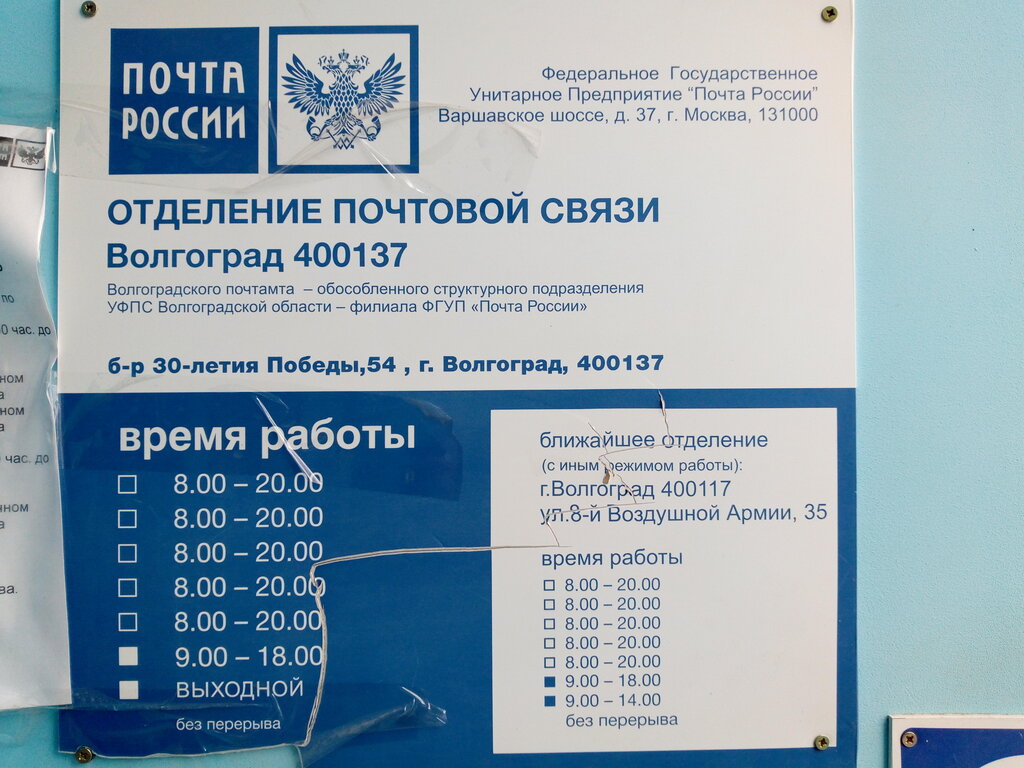 ПОЧТА
РОССИИ
Федеральное Государственное
Унитарное Предприятие “Почта России”
Варшавское шоссе, д. 37, г. Москва, 131000
ОТДЕЛЕНИЕ ПОЧТОВОЙ СВЯЗИ
Волгоград 400137
Волгоградского почтамта – обособленного структурного подразделения
УФПС Волгоградской области – филиала ФГУП «Почта России»
б-р 30-летия Победы,54 , г. Волгоград, 400137
время работы
8.00 – 20.00
8.00 – 20.00
8.00 – 20.00
8.00 – 20.00
8.00 – 20.00
9.00 – 18.00
ВЫХОДНОЙ
без перерыва
ближайшее отделение
(с иным режимом работы):
г.Волгоград 400117
ул.8-й Воздушной Армии, 35
время работы
8.00 – 20.00
8.00 – 20.00
8.00 – 20.00
8.00 – 20.00
8.00 – 20.00
9.00 – 18.00
9.00 – 14.00
без перерыва
по
час. до
час. до